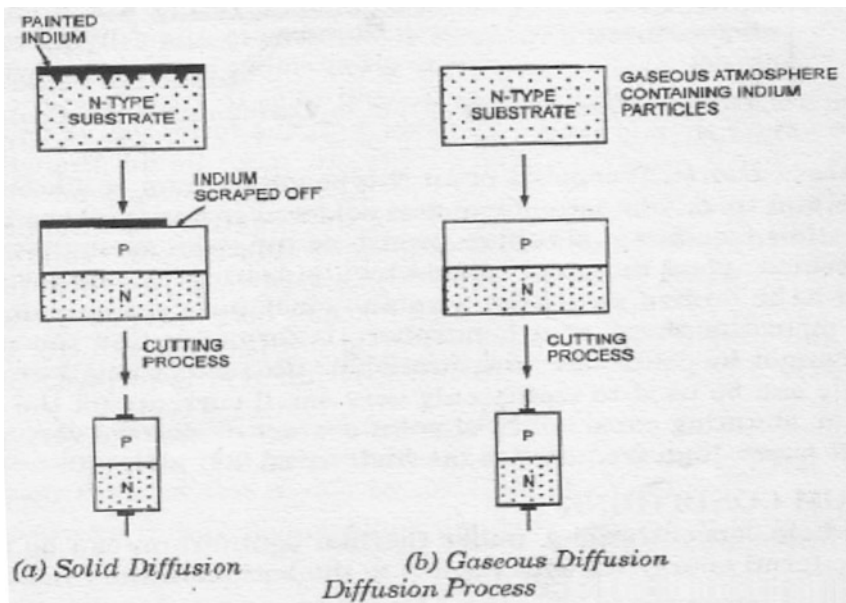 PAINTED
INDIUM
N-TYPE
SUBSTRATE
INDIUM
SCRAPED OFF
P
N
CUTTING
PROCESS
P
N
(a) Solid Diffusion
N-TYPE
SUBSTRATE
GASEOUS ATMOSPHERE
CONTAINING INDIUM
PARTICLES
P
N
CUTTING
PROCESS
P
N
(b) Gaseous Diffusion
Diffusion Process